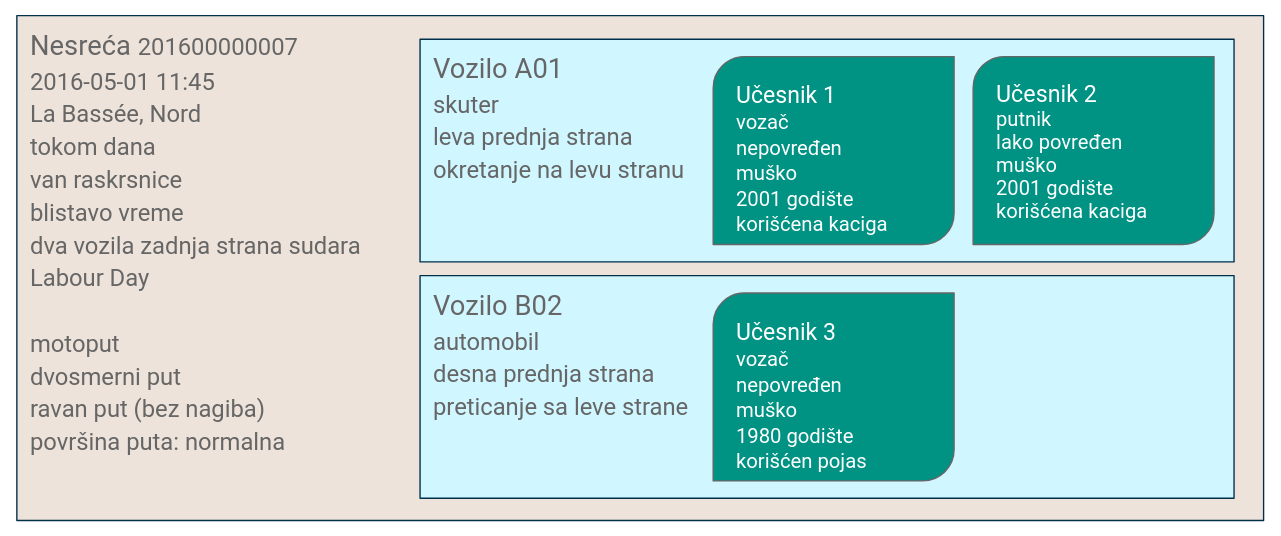 Nesreća 201600000007
2016-05-01 11:45
La Bassée, Nord
tokom dana
van raskrsnice
blistavo vreme
dva vozila zadnja strana sudara
Labour Day
motoput
dvosmerni put
ravan put (bez nagiba)
površina puta: normalna
Vozilo A01
skuter
leva prednja strana
okretanje na levu stranu
Učesnik 1
vozač
nepovređen
muško
2001 godište
korišćena kaciga
Učesnik 2
putnik
lako povređen
muško
2001 godište
korišćena kaciga
Vozilo B02
automobil
desna prednja strana
preticanje sa leve strane
Učesnik 3
vozač
nepovređen
muško
1980 godište
korišćen pojas